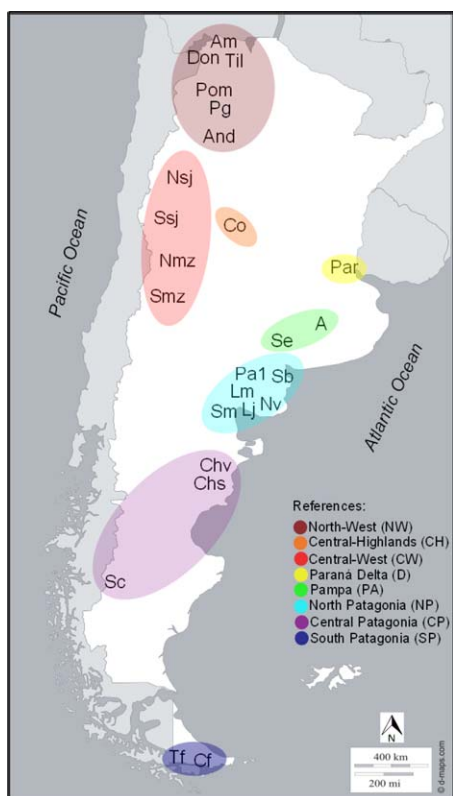 Am
Don Til
Pom
Pg
And
Nsj
Ssj
Co
Nmz
Smz
Par
A
Se
Pa1 Sb
Lm
Sm Lj Nv
Chv
Chs
Sc
Tf Cf
Pacific Ocean
Atlantic Ocean
References:
North-West (NW)
Central-Highlands (CH)
Central-West (CW)
Paraná Delta (D)
Pampa (PA)
North Patagonia (NP)
Central Patagonia (CP)
South Patagonia (SP)
N
400 km
200 mi
© d-maps.com